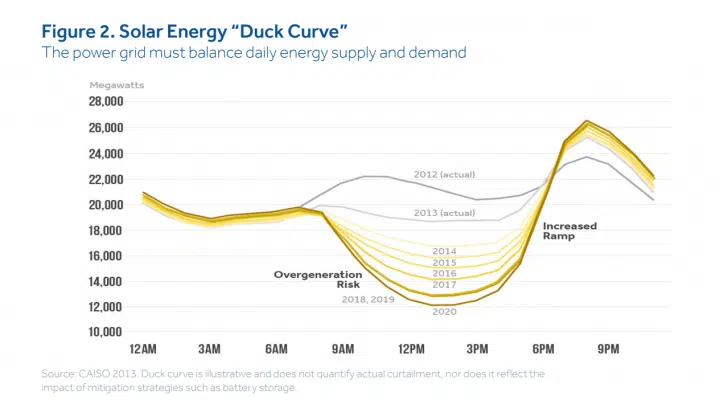 Figure 2. Solar Energy “Duck Curve”
The power grid must balance daily energy supply and demand
Megawatts
28,000
26,000
24,000
22,000
20,000
18,000
16,000
14,000
12,000
10,000
2012 (actual)
2013 (actual)
2014
2015
2016
2017
2018, 2019
2020
Overgeneration
Risk
Increased
Ramp
12AM 3AM 6AM 9AM 12PM 3PM 6PM 9PM
Source: CAISO 2013. Duck curve is illustrative and does not quantify actual curtailment, nor does it reflect the
impact of mitigation strategies such as battery storage.